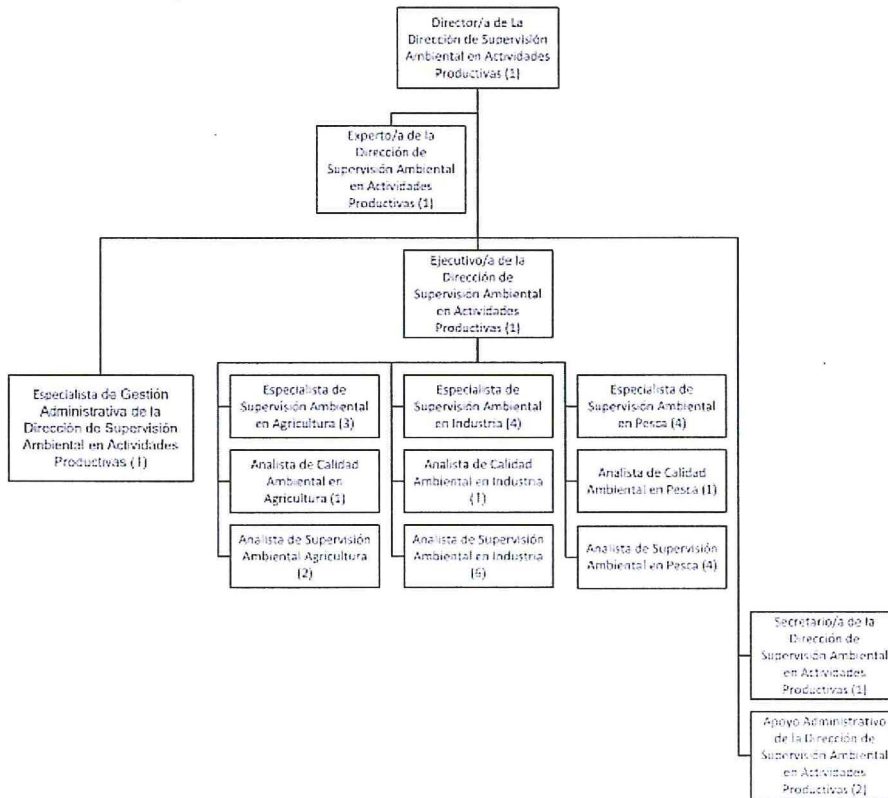 Director/a de La
Dirección de Supervisión
Ambiental en Actividades
Productivas (1)
Experto/a de la
Dirección de
Supervisión Ambiental
en Actividades
Productivas (1)
Ejecutivo/a de la
Dirección de
Supervisión Ambiental
en Actividades
Productivas (1)
Especialista de Gestión
Administrativa de la
Dirección de Supervisión
Ambiental en Actividades
Productivas (1)
Especialista de
Supervisión Ambiental
en Agricultura (3)
Analista de Calidad
Ambiental en
Agricultura (1)
Analista de Supervisión
Ambiental Agricultura
(2)
Especialista de
Supervisión Ambiental
en Industria (4)
Analista de Calidad
Ambiental en Industria
(1)
Analista de Supervisión
Ambiental en Industria
(6)
Especialista de
Supervisión Ambiental
en Pesca (4)
Analista de Calidad
Ambiental en Pesca (1)
Analista de Supervisión
Ambiental en Pesca (4)
Secretario/a de la
Dirección de
Supervisión Ambiental
en Actividades
Productivas (1)
Apoyo Administrativo
de la Dirección de
Supervisión Ambiental
en Actividades
Productivas (2)